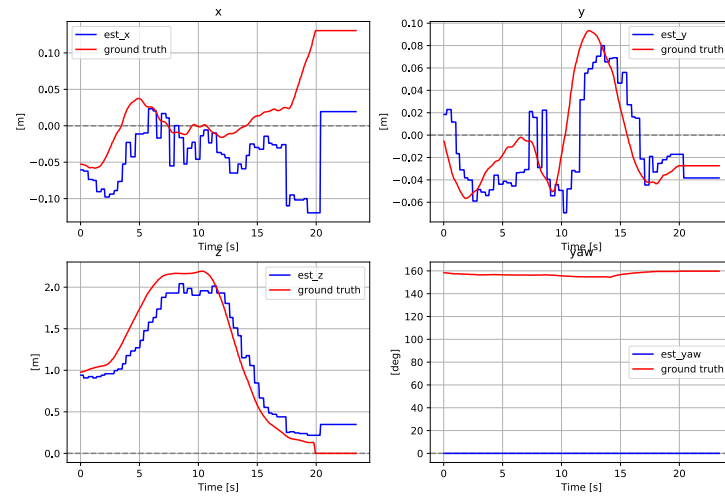 x
0.10
0.05
0.00
−0.05
−0.10
[m]
est_x
ground truth
0
5
10
15
20
Time [s]
y
0.10
0.08
0.06
0.04
0.02
0.00
−0.02
−0.04
−0.06
[m]
est_y
ground truth
0
5
10
15
20
Time [s]
z
2.0
1.5
1.0
0.5
0.0
[m]
est_z
ground truth
0
5
10
15
20
Time [s]
yaw
160
140
120
100
80
60
40
20
0
[deg]
est_yaw
ground truth
0
5
10
15
20
Time [s]